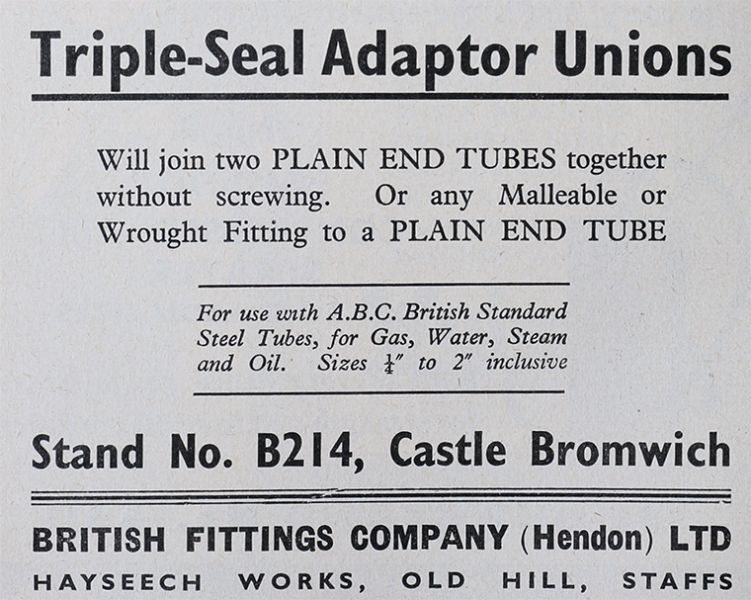 Triple-Seal Adaptor Unions
Will join two PLAIN END TUBES together
without screwing. Or any Malleable or
Wrought Fitting to a PLAIN END TUBE
For use with A.B.C. British Standard
Steel Tubes, for Gas, Water, Steam
and Oil. Sizes ¼″ to 2″ inclusive
Stand No. B214, Castle Bromwich
BRITISH FITTINGS COMPANY (Hendon) LTD
HAYSEECH WORKS, OLD HILL, STAFFS